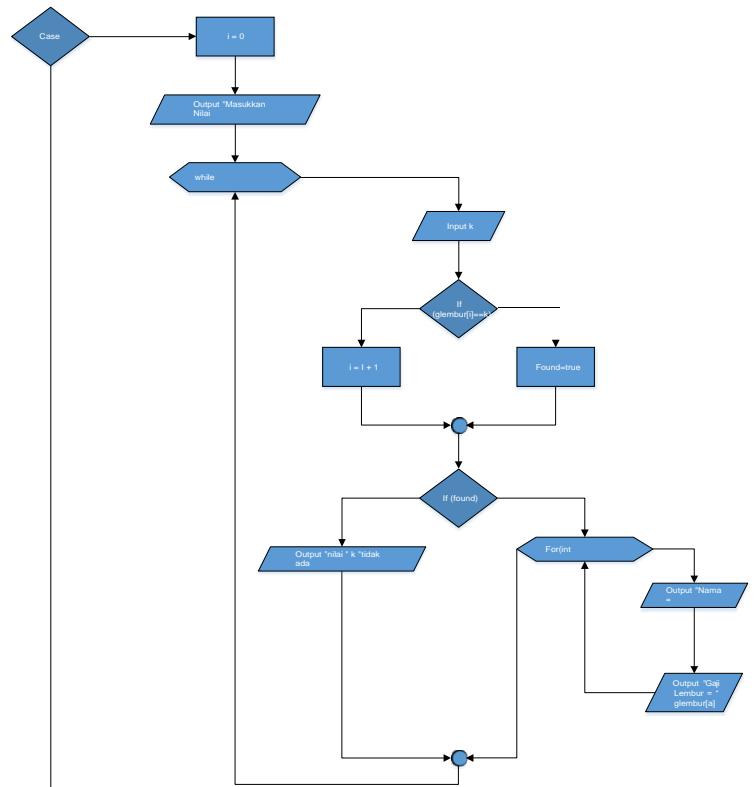 Case
i = 0
Output "Masukkan
Nilai
while
Input k
If
(glembur[i]==k)
i = I + 1
Found=true
If (found)
Output "nilai " k "tidak
ada
For(int
Output "Nama
=
Output "Gaji
Lembur = "
glembur[a]